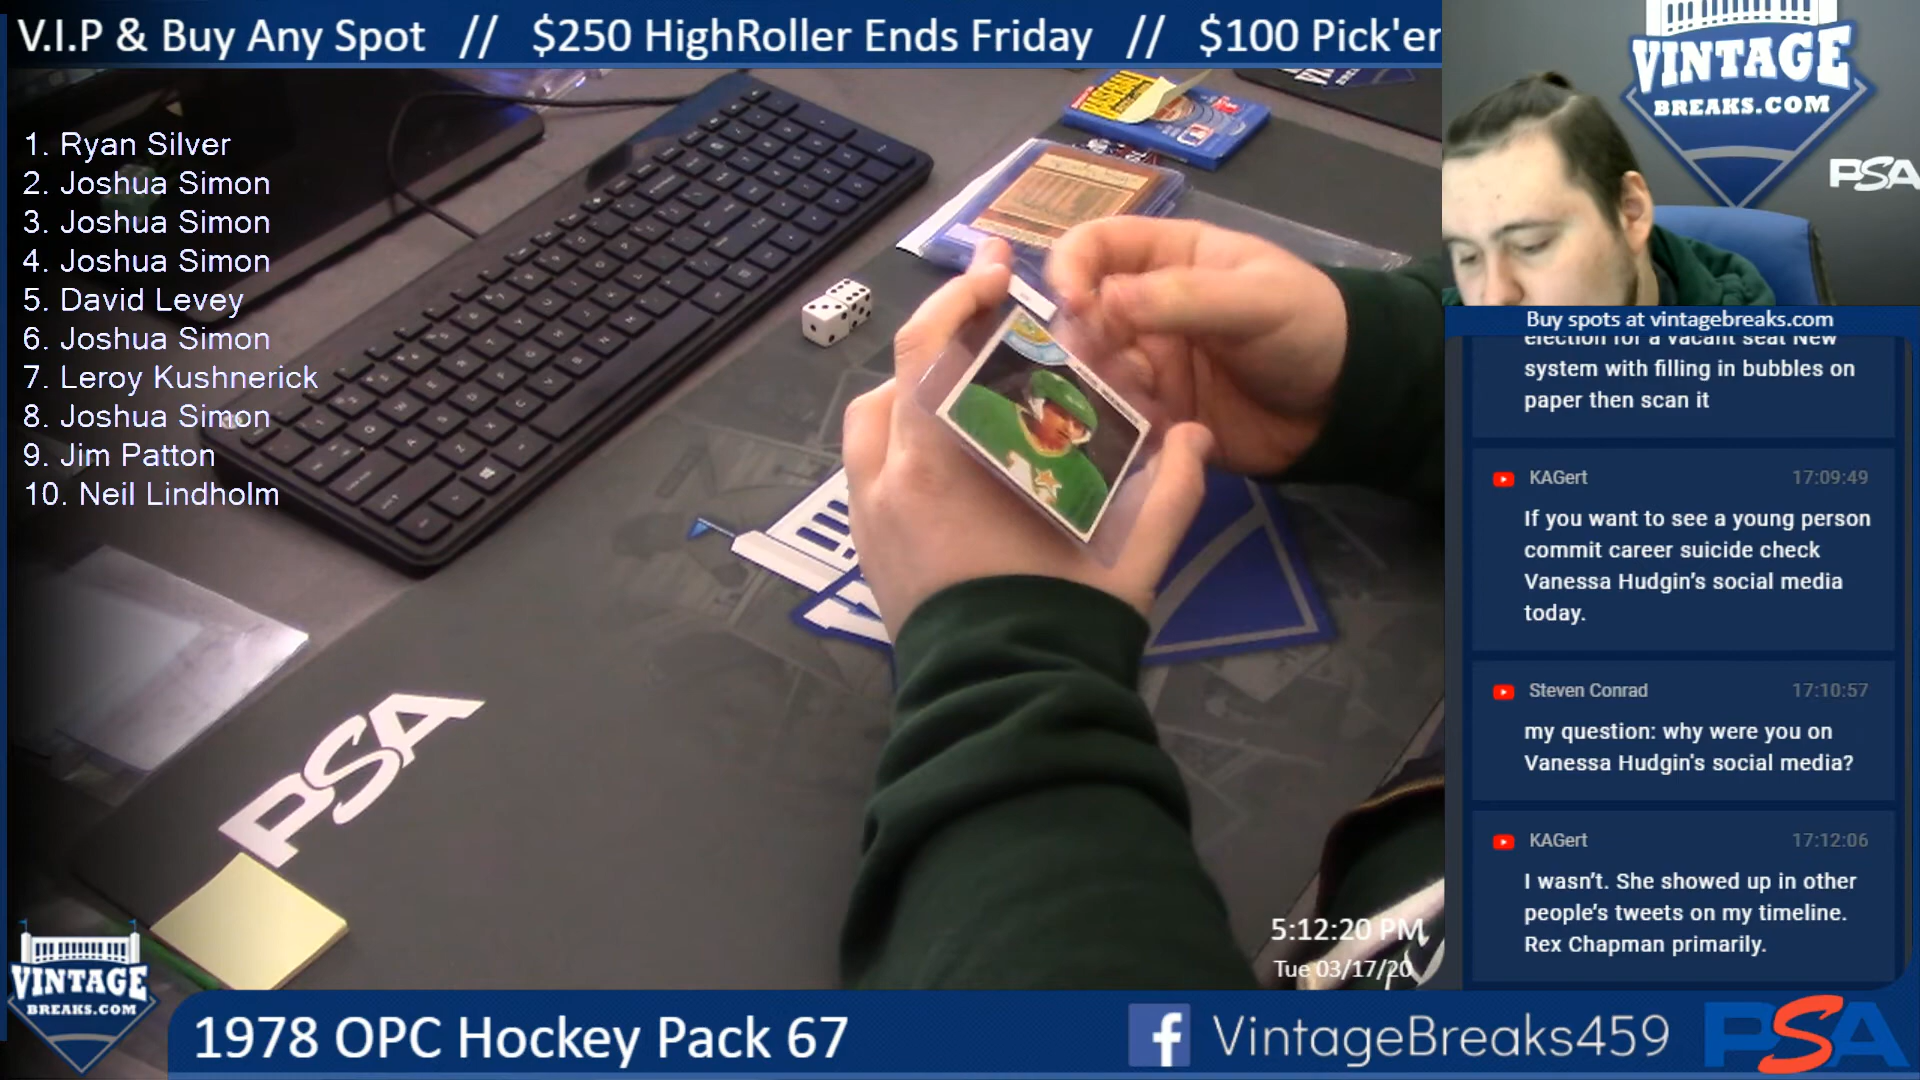 V.I.P & Buy Any Spot // $250 HighRoller Ends Friday // $100 Pick'er
VINTAGE
BREAKS.COM
PSA
1. Ryan Silver
2. Joshua Simon
3. Joshua Simon
4. Joshua Simon
5. David Levey
6. Joshua Simon
7. Leroy Kushnerick
8. Joshua Simon
9. Jim Patton
10. Neil Lindholm
BASEBALL
Buy spots at vintagebreaks.com
election for a vacant seat New
system with filling in bubbles on
paper then scan it
KAGert 17:09:49
If you want to see a young person
commit career suicide check
Vanessa Hudgin's social media
today.
Steven Conrad 17:10:57
my question: why were you on
Vanessa Hudgin's social media?
KAGert 17:12:06
I wasn't. She showed up in other
people's tweets on my timeline.
Rex Chapman primarily.
PSA
5:12:20 PM
Tue 03/17/20
VINTAGE
BREAKS.COM
1978 OPC Hockey Pack 67
f VintageBreaks459
PSA